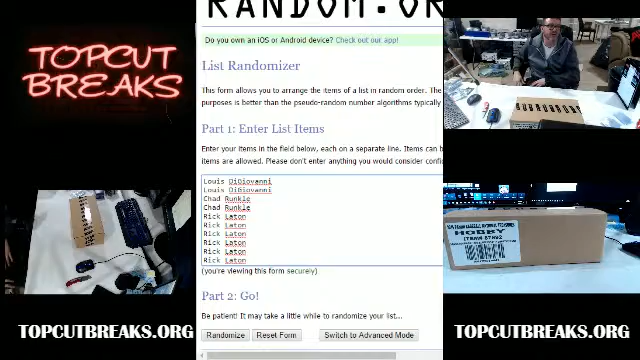 TOPCUT
BREAKS
RANDOM.OR
Do you own an iOS or Android device? Check out our app!
List Randomizer
This form allows you to arrange the items of a list in random order. The
purposes is better than the pseudo-random number algorithms typically
Part 1: Enter List Items
Enter your items in the field below, each on a separate line. Items can b
items are allowed. Please don't enter anything you would consider confid
Louis DiGiovanni
Louis DiGiovanni
Chad Runkle
Chad Runkle
Rick Laton
Rick Laton
Rick Laton
Rick Laton
Rick Laton
Rick Laton
(you're viewing this form securely)
Part 2: Go!
Be patient! It may take a little while to randomize your list...
Randomize
Reset Form
Switch to Advanced Mode
HOBBY
TOPCUTBREAKS.ORG
TOPCUTBREAKS.ORG